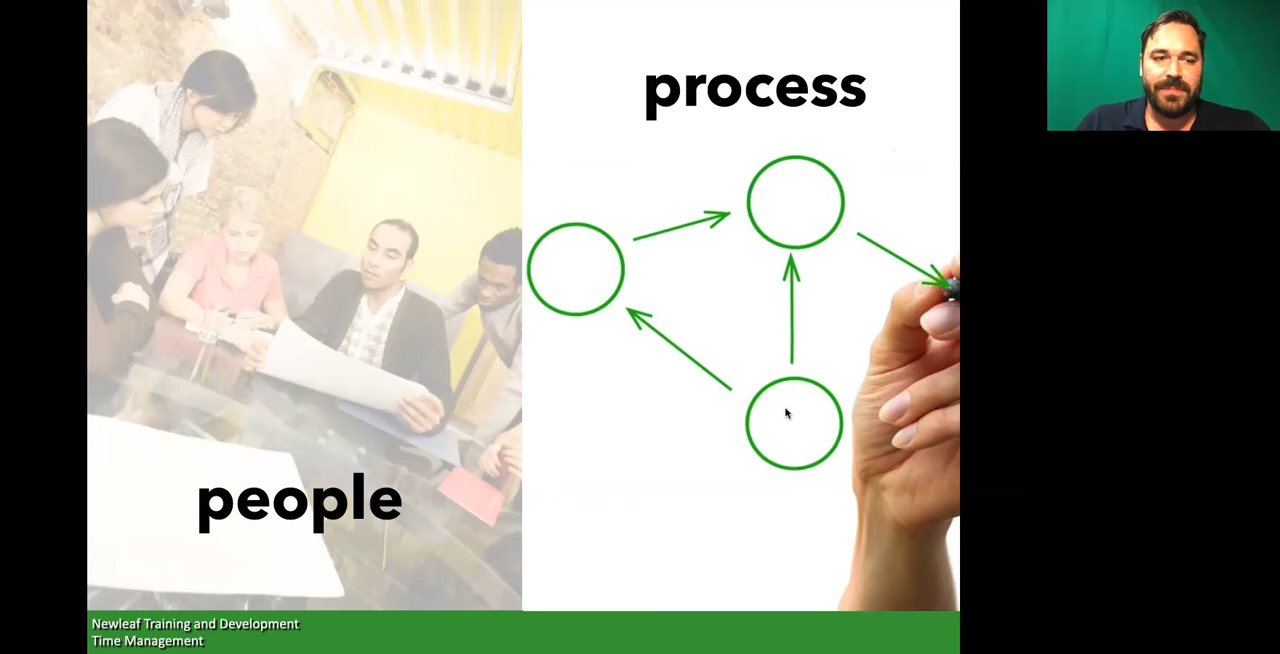 process
people
Newleaf Training and Development
Time Management